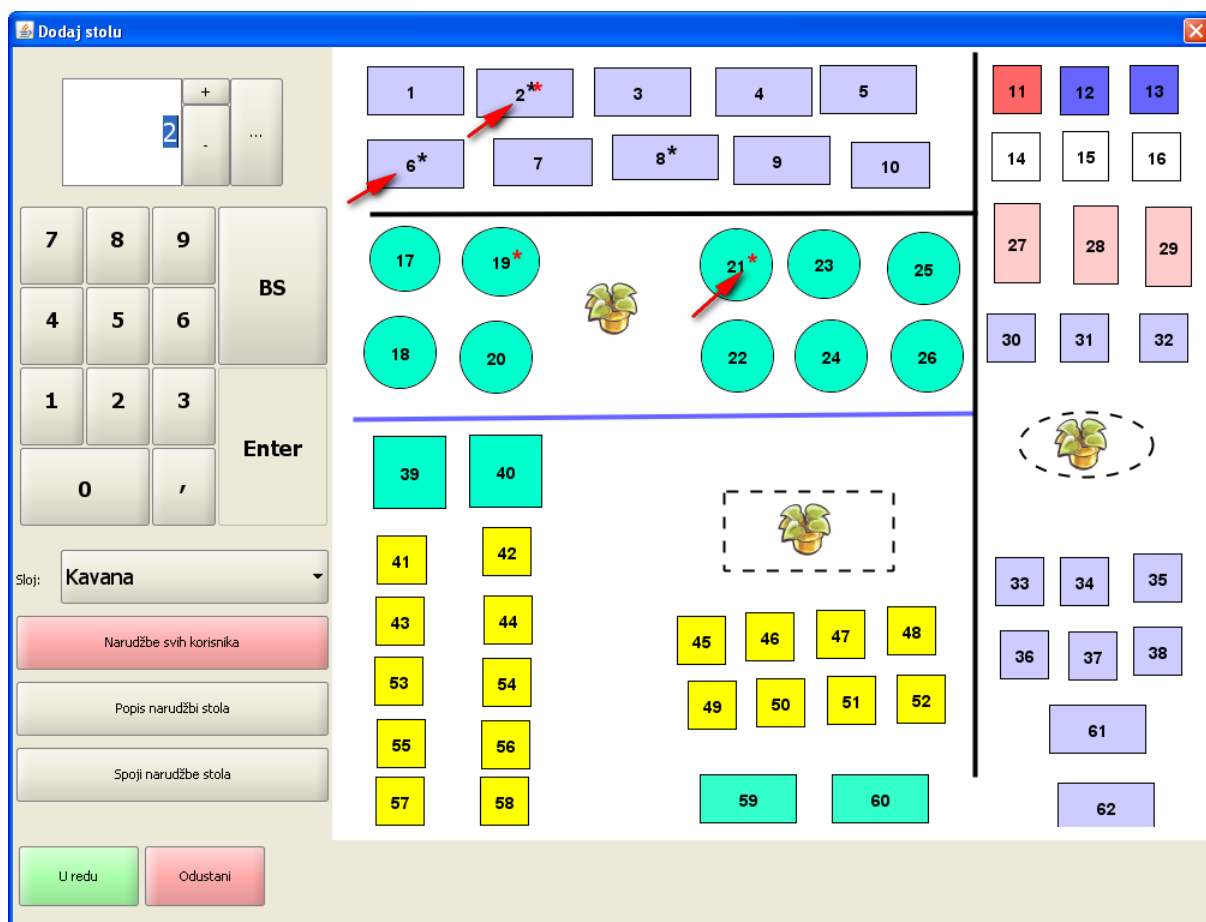 Dodaj stolu
2
+
-
...
7 8 9 BS
4 5 6
1 2 3 Enter
0 ,
Sloj: Kavana
Narudžbe svih korisnika
Popis narudžbi stola
Spoji narudžbe stola
U redu Odustani
1 2** 3 4 5
6* 7 8* 9 10
17 19* 21* 23 25
18 20 22 24 26
39 40
41 42
43 44
53 54
55 56
57 58
45 46 47 48
49 50 51 52
59 60
11 12 13
14 15 16
27 28 29
30 31 32
33 34 35
36 37 38
61
62